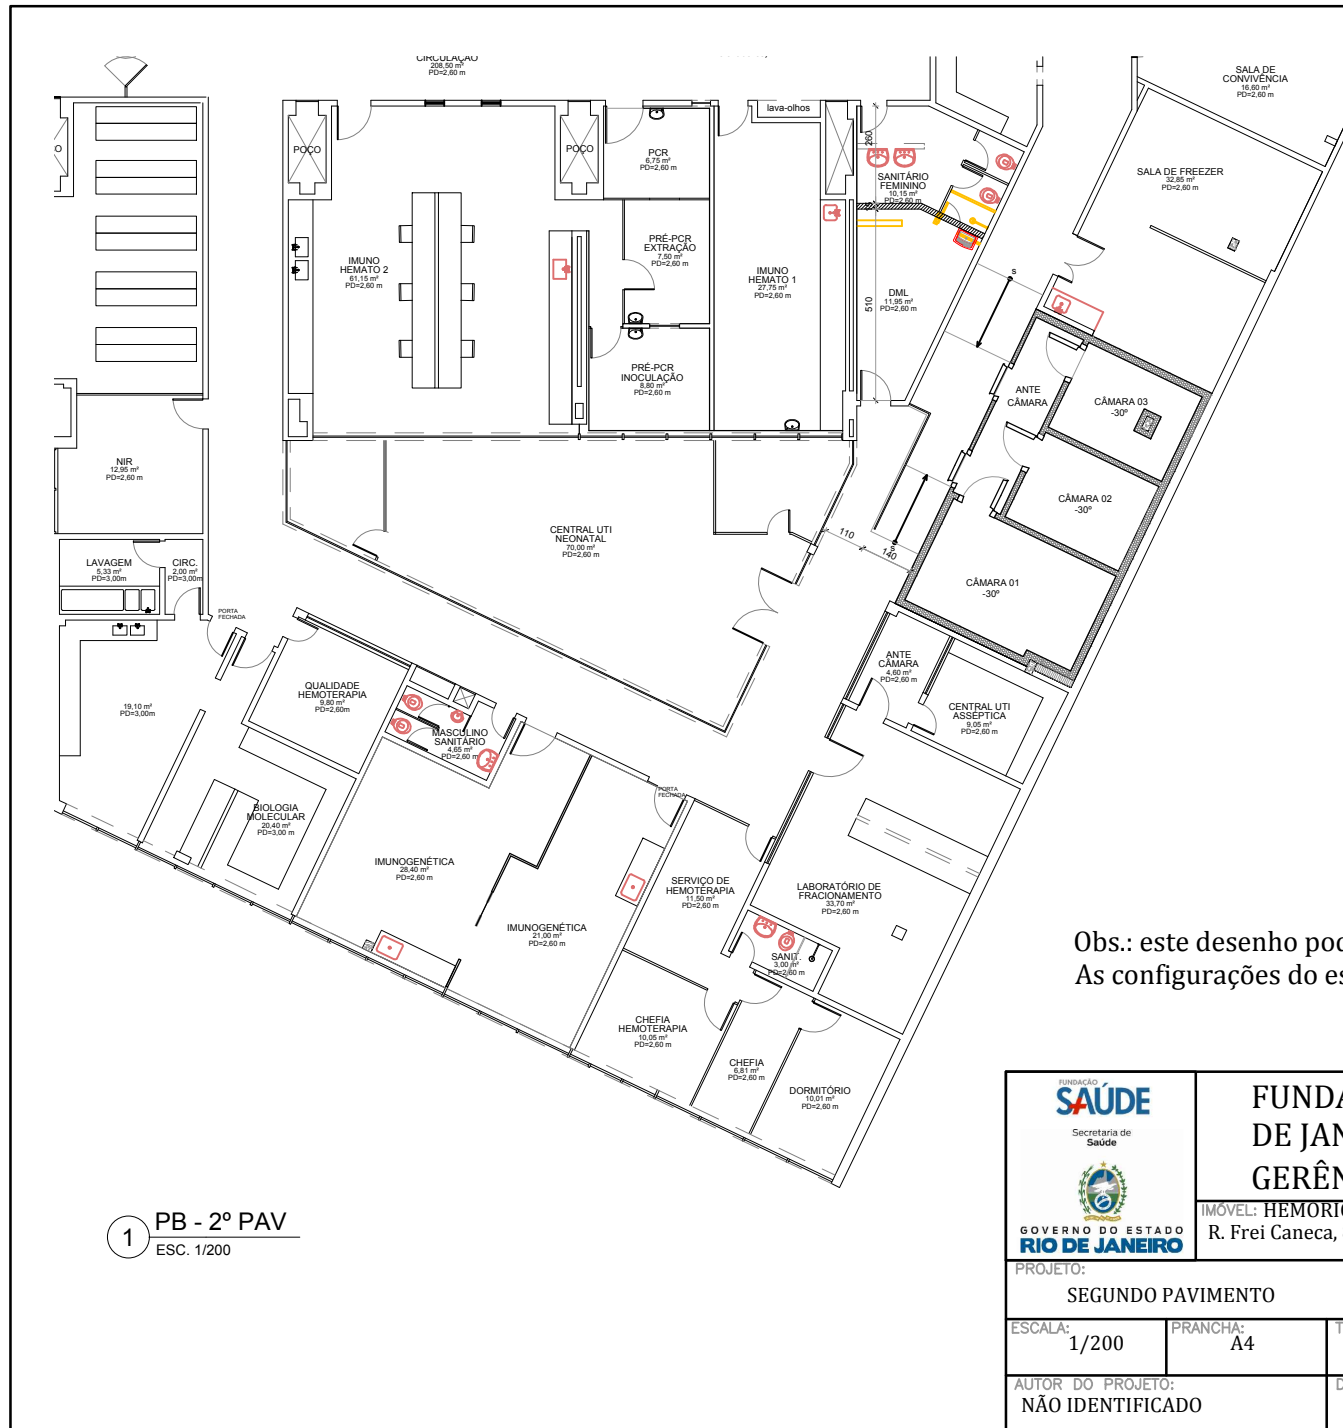 CIRCULAÇÃO
208,50 m²
PD=2,60 m
SALA DE
CONVIVÊNCIA
16,60 m²
PD=2,60 m
lava-olhos
POÇO
POÇO
PCR
6,75 m²
PD=2,60 m
260
SANITÁRIO
FEMININO
10,15 m²
PD=2,60 m
15
SALA DE FREEZER
32,85 m²
PD=2,60 m
IMUNO
HEMATO 2
61,15 m²
PD=2,60 m
PRÉ-PCR
EXTRAÇÃO
7,50 m²
PD=2,60 m
IMUNO
HEMATO 1
27,75 m²
PD=2,60 m
DML
11,95 m²
PD=2,60 m
510
S
PRÉ-PCR
INOCULAÇÃO
8,80 m²
PD=2,60 m
ANTE
CÂMARA
CÂMARA 03
-30º
NIR
12,95 m²
PD=2,60 m
CÂMARA 02
-30º
CENTRAL UTI
NEONATAL
70,00 m²
PD=2,60 m
110
140
S
CÂMARA 01
-30º
LAVAGEM
5,33 m²
PD=3,00m
CIRC.
2,00 m²
PD=3,00m
PORTA
FECHADA
ANTE
CÂMARA
4,60 m²
PD=2,60 m
QUALIDADE
HEMOTERAPIA
9,80 m²
PD=2,60m
19,10 m²
PD=3,00m
CENTRAL UTI
ASSÉPTICA
9,05 m²
PD=2,60 m
MASCULINO
SANITÁRIO
4,65 m²
PD=2,60 m
PORTA
FECHADA
BIOLOGIA
MOLECULAR
20,40 m²
PD=3,00 m
IMUNOGENÉTICA
28,40 m²
PD=2,60 m
SERVIÇO DE
HEMOTERAPIA
11,50 m²
PD=2,60 m
LABORATÓRIO DE
FRACIONAMENTO
33,70 m²
PD=2,60 m
IMUNOGENÉTICA
21,00 m²
PD=2,60 m
SANIT.
3,00 m²
PD=2,60 m
Obs.: este desenho pod
As configurações do es
CHEFIA
HEMOTERAPIA
10,05 m²
PD=2,60 m
CHEFIA
6,81 m²
PD=2,60 m
DORMITÓRIO
10,01 m²
PD=2,60 m
1
PB - 2º PAV
ESC. 1/200
FUNDAÇÃO
SAÚDE
Secretaria de
Saúde
GOVERNO DO ESTADO
RIO DE JANEIRO
FUNDA
DE JAN
GERÊN
IMÓVEL: HEMORIO
R. Frei Caneca,
PROJETO:
SEGUNDO PAVIMENTO
ESCALA:
1/200
PRANCHA:
A4
AUTOR DO PROJETO:
NÃO IDENTIFICADO